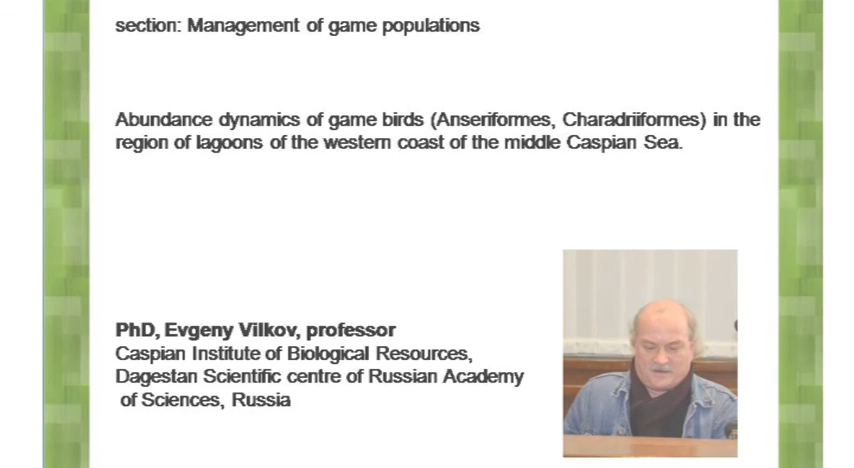 section: Management of game populations
Abundance dynamics of game birds (Anseriformes, Charadriiformes) in the
region of lagoons of the western coast of the middle Caspian Sea.
PhD, Evgeny Vilkov, professor
Caspian Institute of Biological Resources,
Dagestan Scientific centre of Russian Academy
of Sciences, Russia